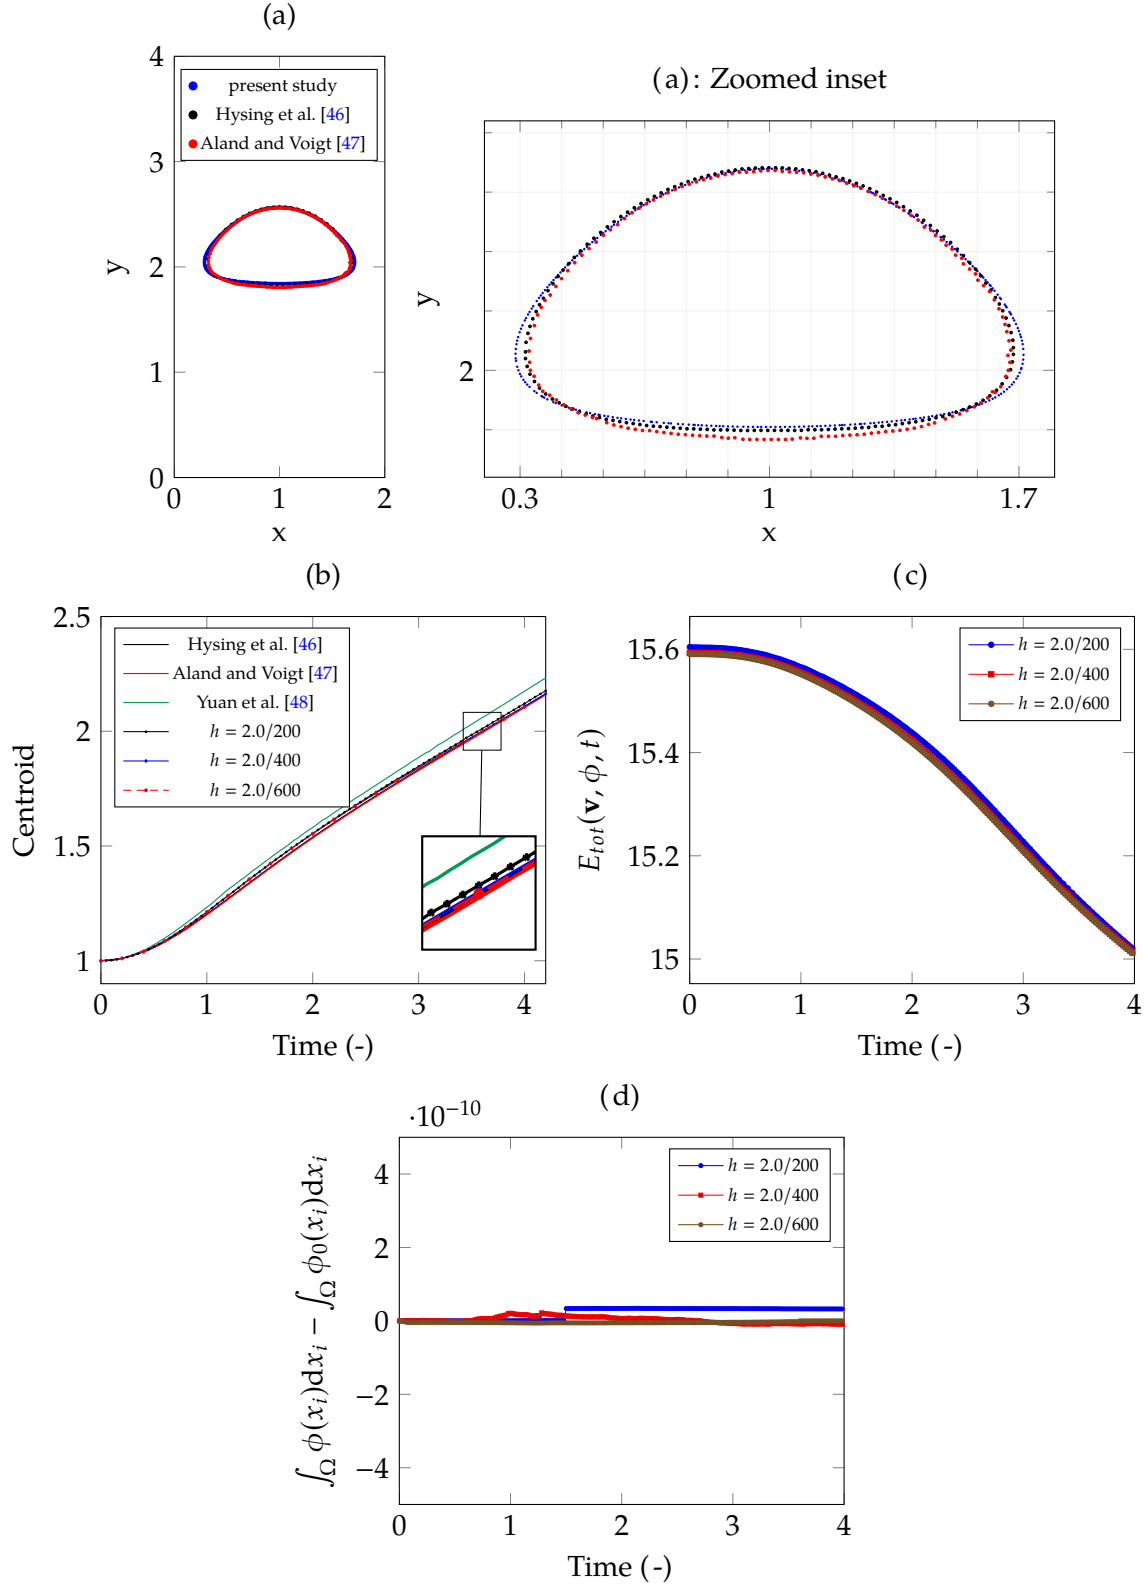 (a)
4
3
2
1
0
0 1 2
x
y
present study
Hysing et al. [46]
Aland and Voigt [47]
(a): Zoomed inset
y
2
0.3 1 1.7
x
(b)
2.5
2
1.5
1
0 1 2 3 4
Time (-)
Centroid
Hysing et al. [46]
Aland and Voigt [47]
Yuan et al. [48]
h = 2.0/200
h = 2.0/400
h = 2.0/600
(c)
15.6
15.4
15.2
15
0 1 2 3 4
Time (-)
E_{tot}(v, ϕ, t)
h = 2.0/200
h = 2.0/400
h = 2.0/600
(d)
·10⁻¹⁰
4
2
0
−2
−4
0 1 2 3 4
Time (-)
∫_Ω ϕ(x_i)dx_i − ∫_Ω ϕ_0(x_i)dx_i
h = 2.0/200
h = 2.0/400
h = 2.0/600